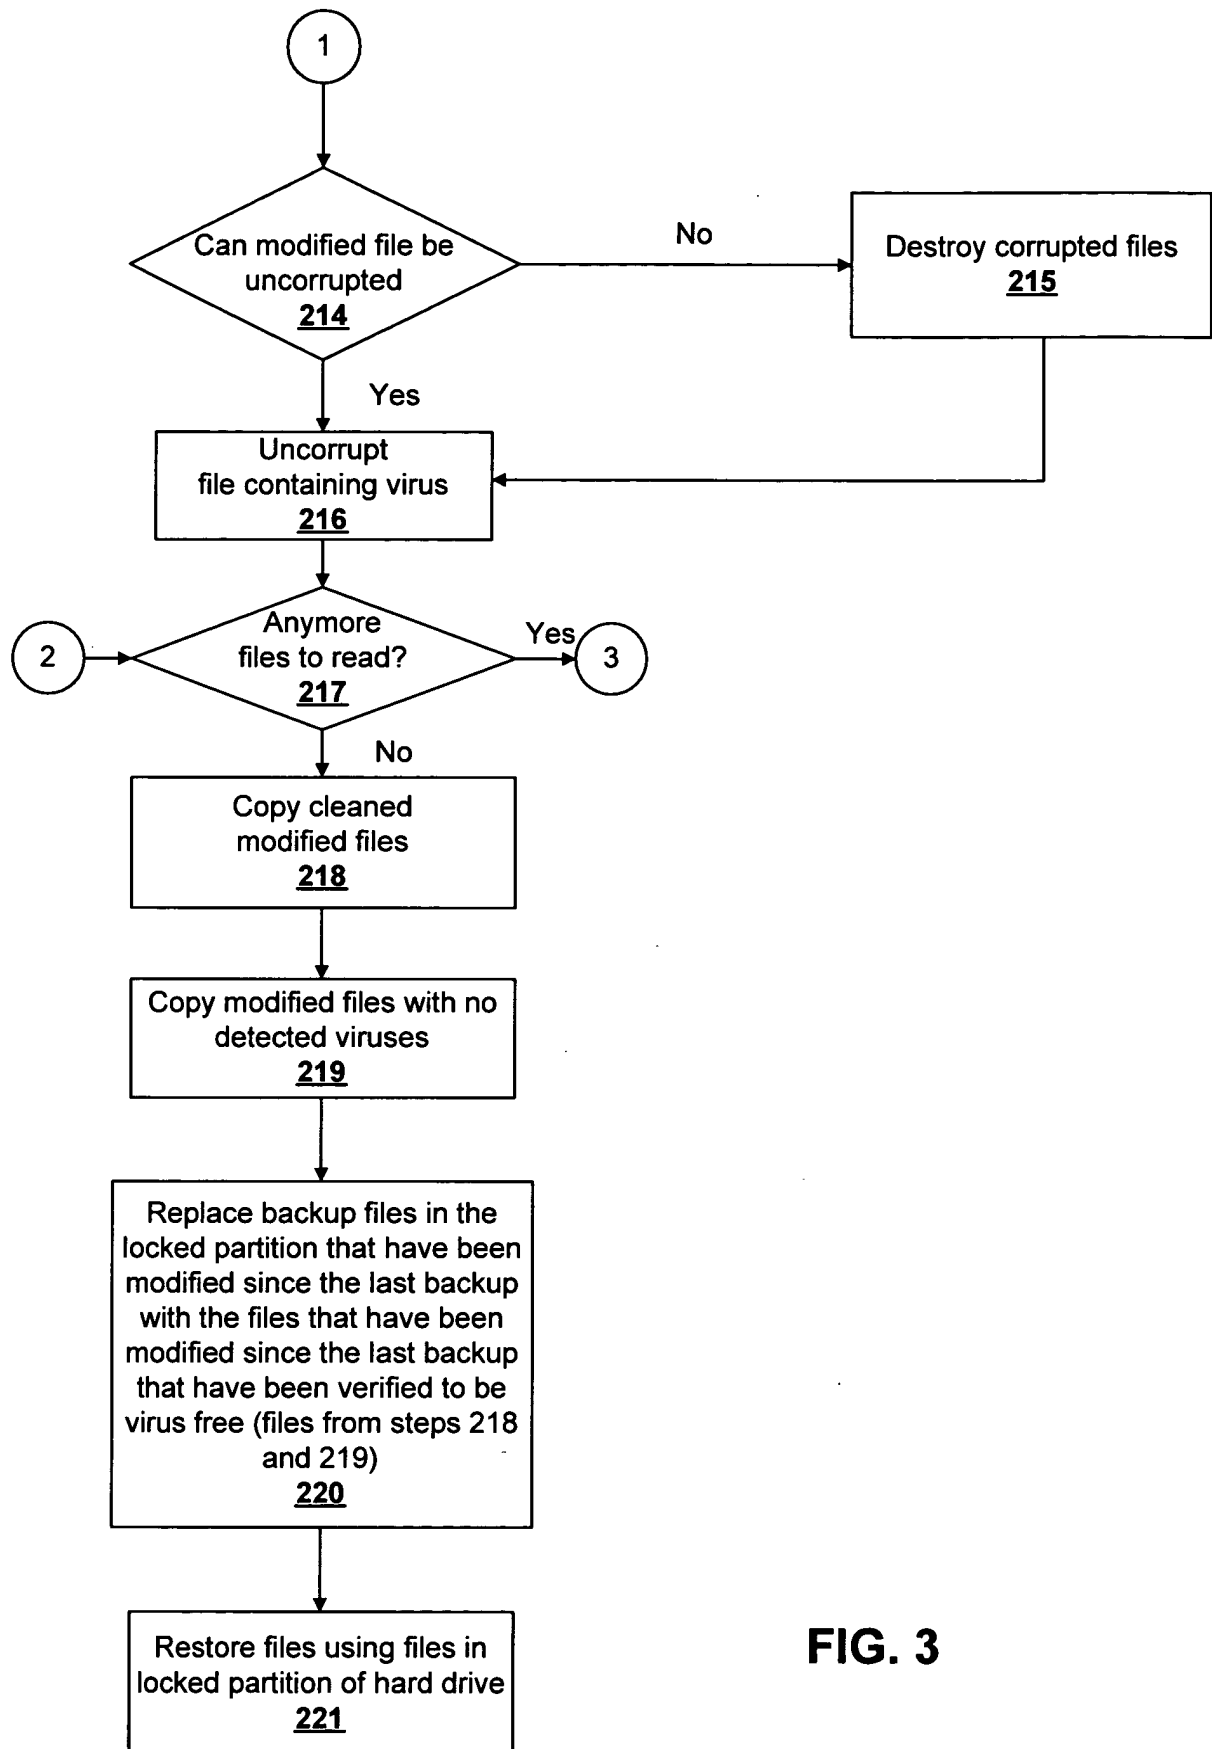 1
Can modified file be
uncorrupted
214
No
Destroy corrupted files
215
Yes
Uncorrupt
file containing virus
216
2
Anymore
files to read?
217
Yes
3
No
Copy cleaned
modified files
218
Copy modified files with no
detected viruses
219
Replace backup files in the
locked partition that have been
modified since the last backup
with the files that have been
modified since the last backup
that have been verified to be
virus free (files from steps 218
and 219)
220
Restore files using files in
locked partition of hard drive
221
FIG. 3